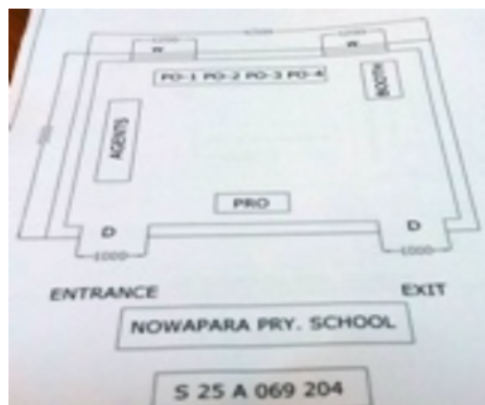 W W
PO-1 PO-2 PO-3 PO-4
BOOTH
AGENTS
PRO
D D
1000 1000
ENTRANCE EXIT
NOWAPARA PRY. SCHOOL
S 25 A 069 204